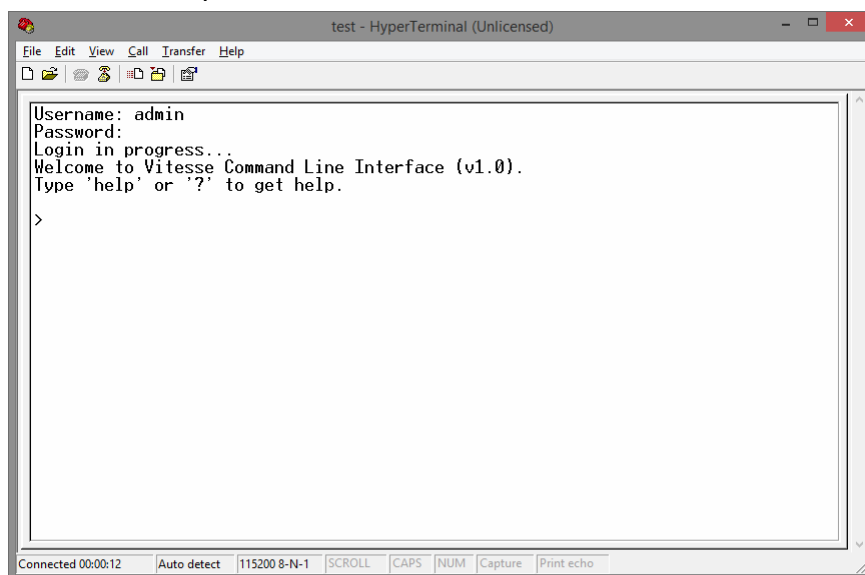 test - HyperTerminal (Unlicensed)
File Edit View Call Transfer Help
Username: admin
Password:
Login in progress...
Welcome to Vitesse Command Line Interface (v1.0).
Type 'help' or '?' to get help.
>
Connected 00:00:12 Auto detect 115200 8-N-1 SCROLL CAPS NUM Capture Print echo